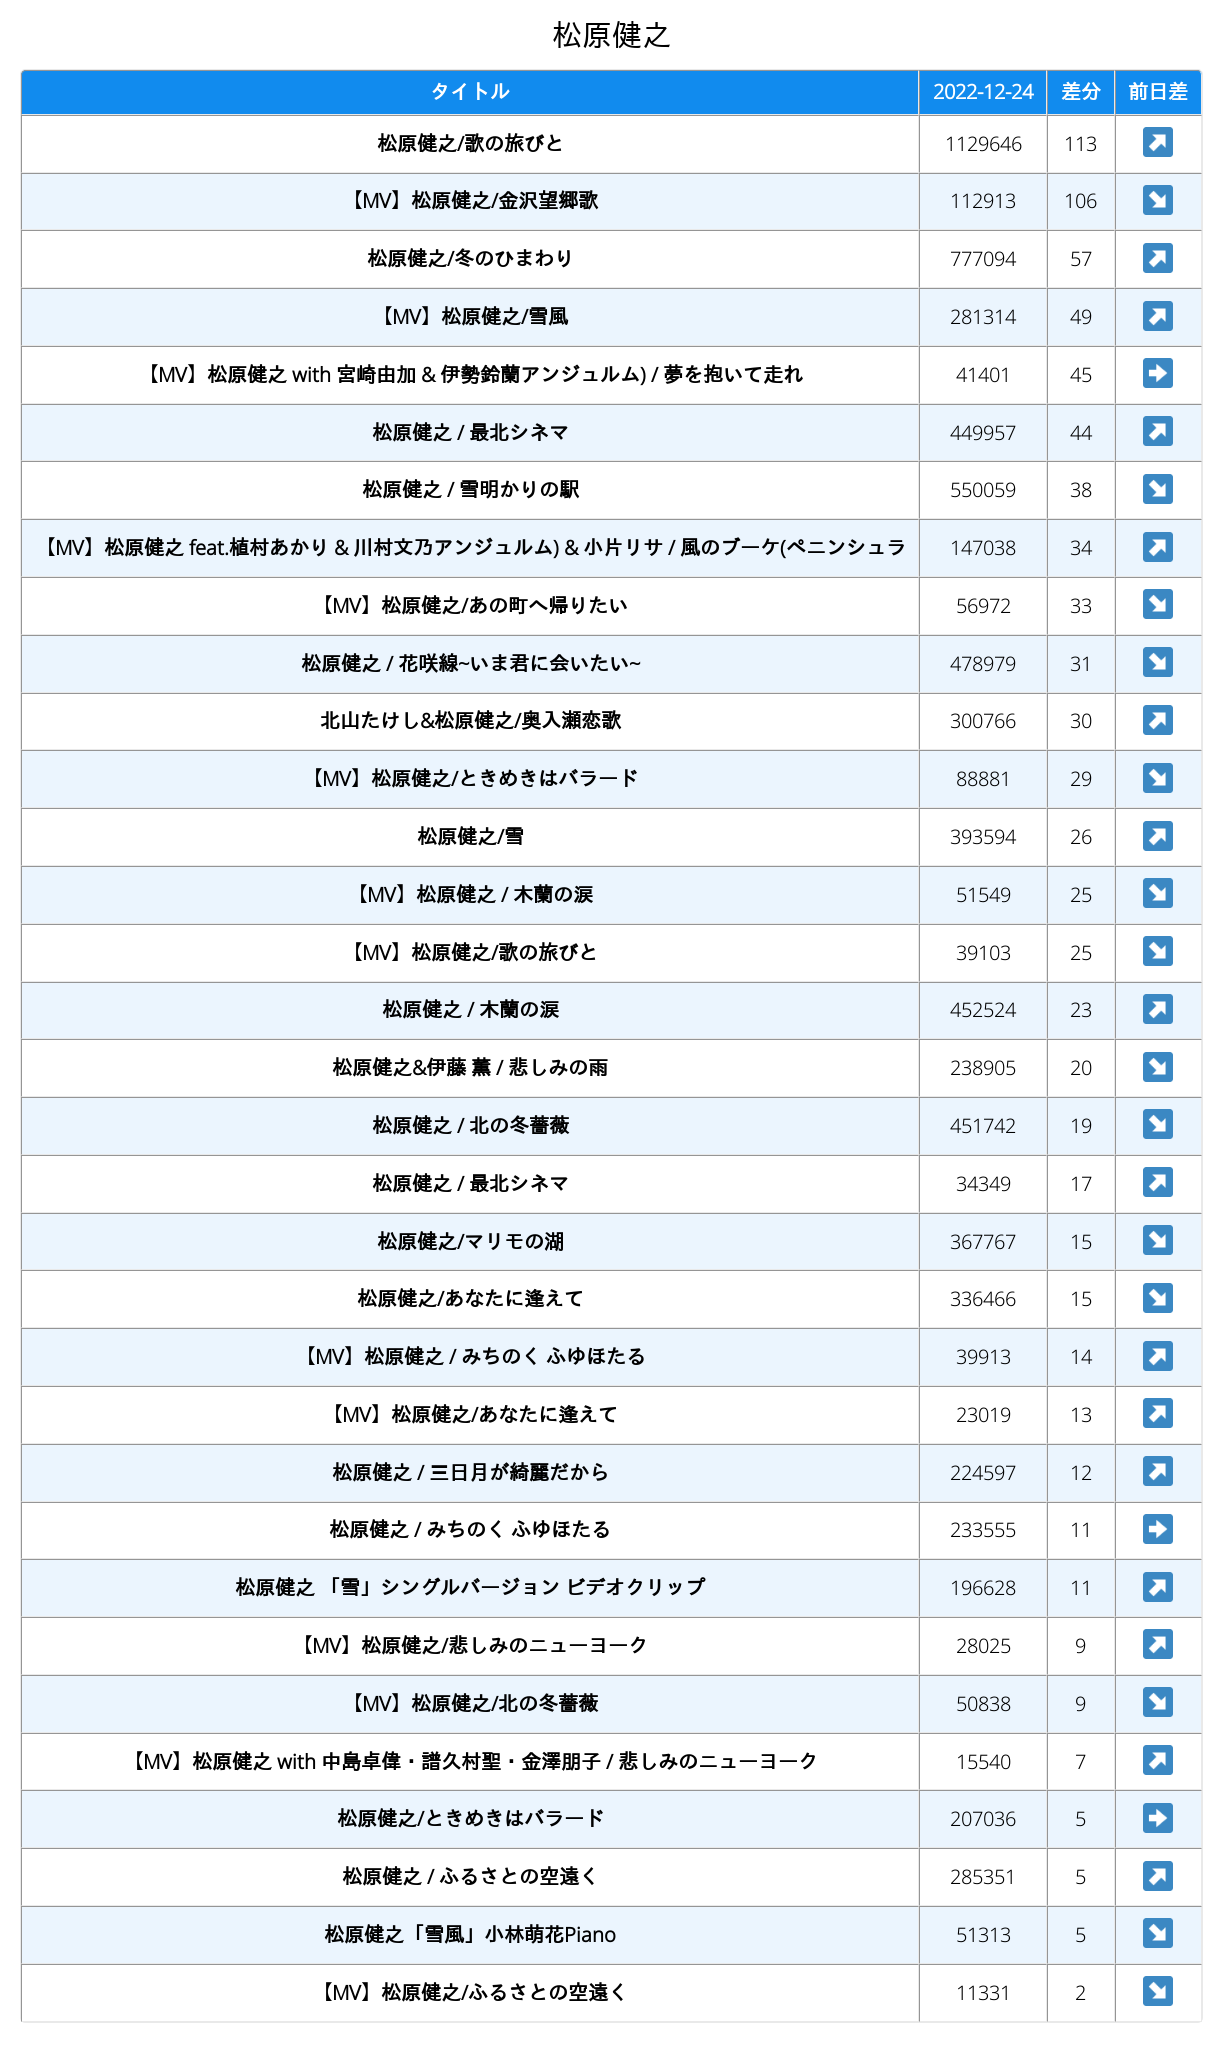 松原健之
タイトル 2022-12-24 差分 前日差
松原健之/歌の旅びと 1129646 113
【MV】松原健之/金沢望郷歌 112913 106
松原健之/冬のひまわり 777094 57
【MV】松原健之/雪風 281314 49
【MV】松原健之 with 宮崎由加 & 伊勢鈴蘭アンジュルム) / 夢を抱いて走れ 41401 45
松原健之 / 最北シネマ 449957 44
松原健之 / 雪明かりの駅 550059 38
【MV】松原健之 feat.植村あかり & 川村文乃アンジュルム) & 小片リサ / 風のブーケ(ペニンシュラ 147038 34
【MV】松原健之/あの町へ帰りたい 56972 33
松原健之 / 花咲線~いま君に会いたい~ 478979 31
北山たけし&松原健之/奥入瀬恋歌 300766 30
【MV】松原健之/ときめきはバラード 88881 29
松原健之/雪 393594 26
【MV】松原健之 / 木蘭の涙 51549 25
【MV】松原健之/歌の旅びと 39103 25
松原健之 / 木蘭の涙 452524 23
松原健之&伊藤 薫 / 悲しみの雨 238905 20
松原健之 / 北の冬薔薇 451742 19
松原健之 / 最北シネマ 34349 17
松原健之/マリモの湖 367767 15
松原健之/あなたに逢えて 336466 15
【MV】松原健之 / みちのく ふゆほたる 39913 14
【MV】松原健之/あなたに逢えて 23019 13
松原健之 / 三日月が綺麗だから 224597 12
松原健之 / みちのく ふゆほたる 233555 11
松原健之 「雪」シングルバージョン ビデオクリップ 196628 11
【MV】松原健之/悲しみのニューヨーク 28025 9
【MV】松原健之/北の冬薔薇 50838 9
【MV】松原健之 with 中島卓偉・譜久村聖・金澤朋子 / 悲しみのニューヨーク 15540 7
松原健之/ときめきはバラード 207036 5
松原健之 / ふるさとの空遠く 285351 5
松原健之「雪風」小林萌花Piano 51313 5
【MV】松原健之/ふるさとの空遠く 11331 2